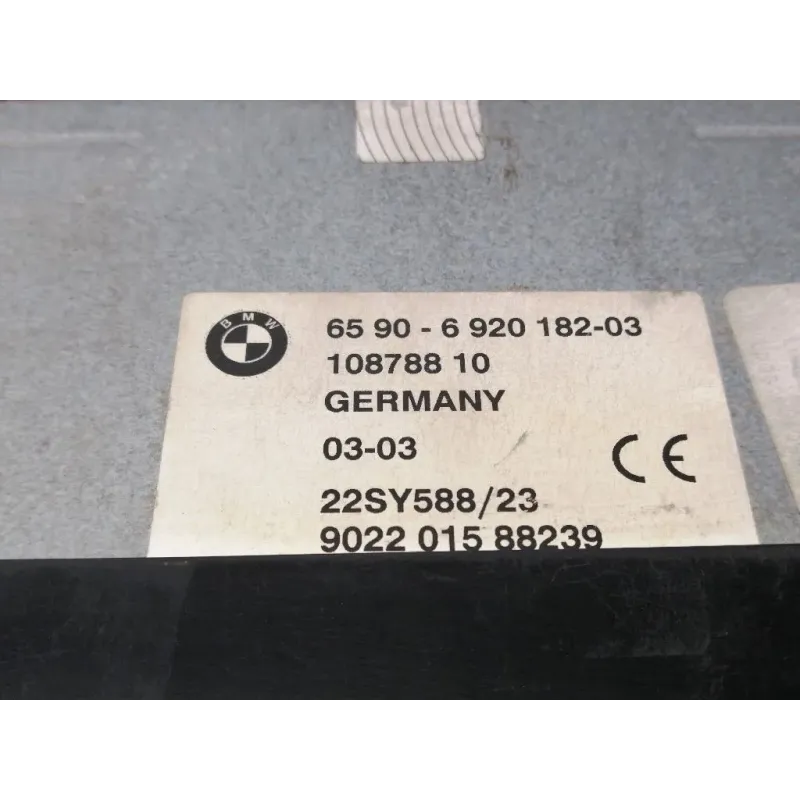 BMW
65 90 - 6 920 182-03
108788 10
GERMANY
03-03
CE
22SY588/23
9022 015 88239